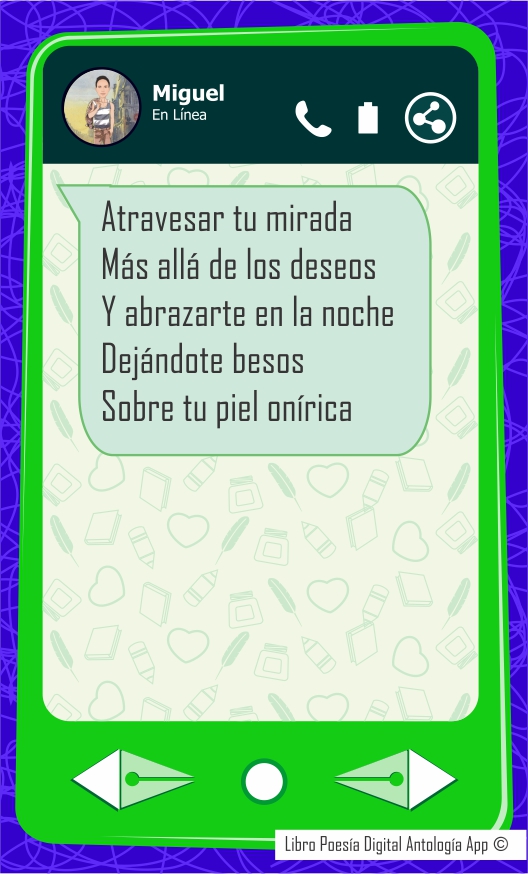 Miguel
En Línea
Atravesar tu mirada
Más allá de los deseos
Y abrazarte en la noche
Dejándote besos
Sobre tu piel onírica
Libro Poesía Digital Antología App ©